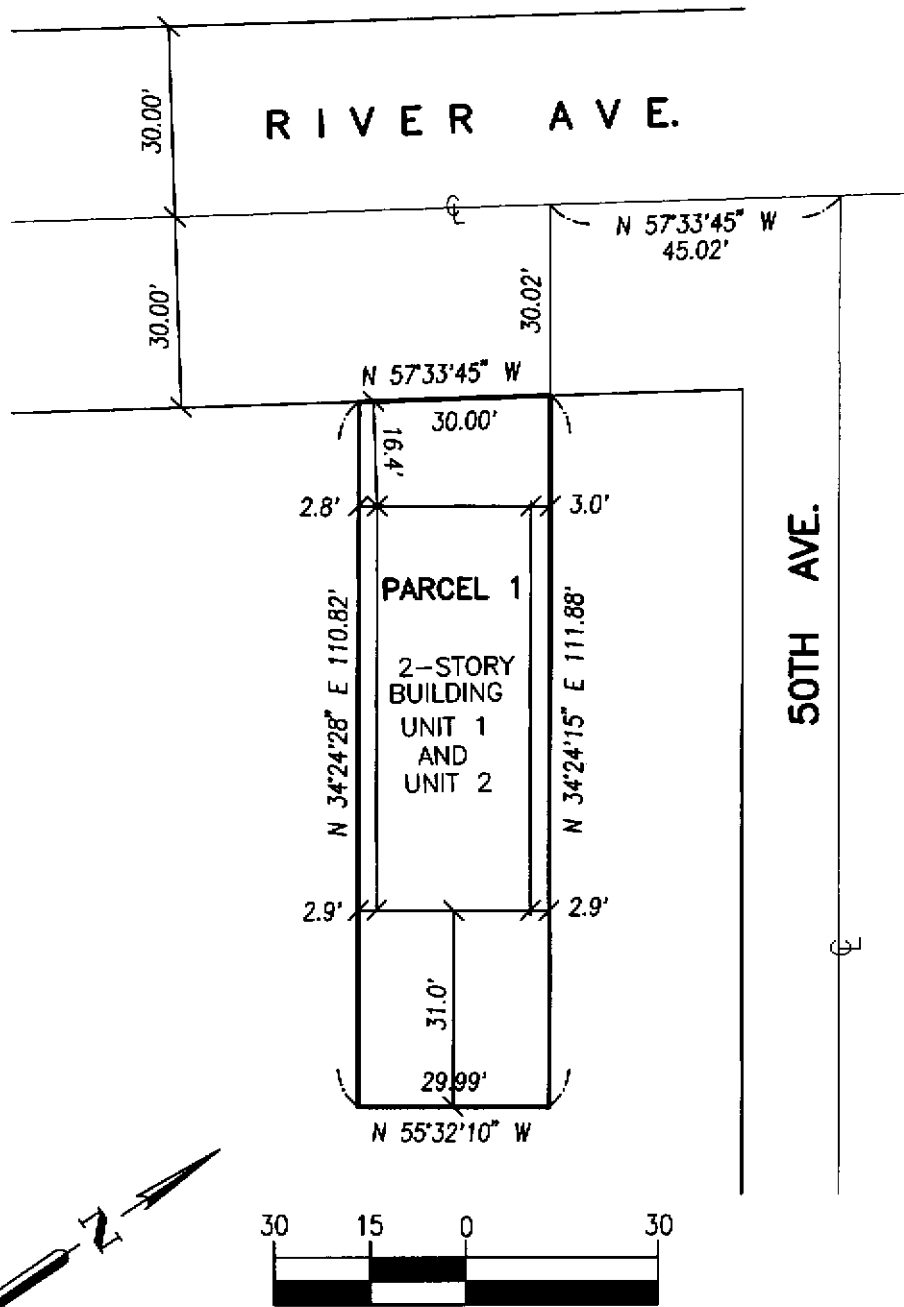 30.00'
RIVER AVE.
℄
N 57°33'45" W
45.02'
30.00'
30.02'
N 57°33'45" W
30.00'
16.4'
2.8'
3.0'
PARCEL 1
2-STORY
BUILDING
UNIT 1
AND
UNIT 2
N 34°24'28" E 110.82'
N 34°24'15" E 111.88'
50TH AVE.
2.9'
2.9'
℄
31.0'
29.99'
N 55°32'10" W
N
30 15 0 30